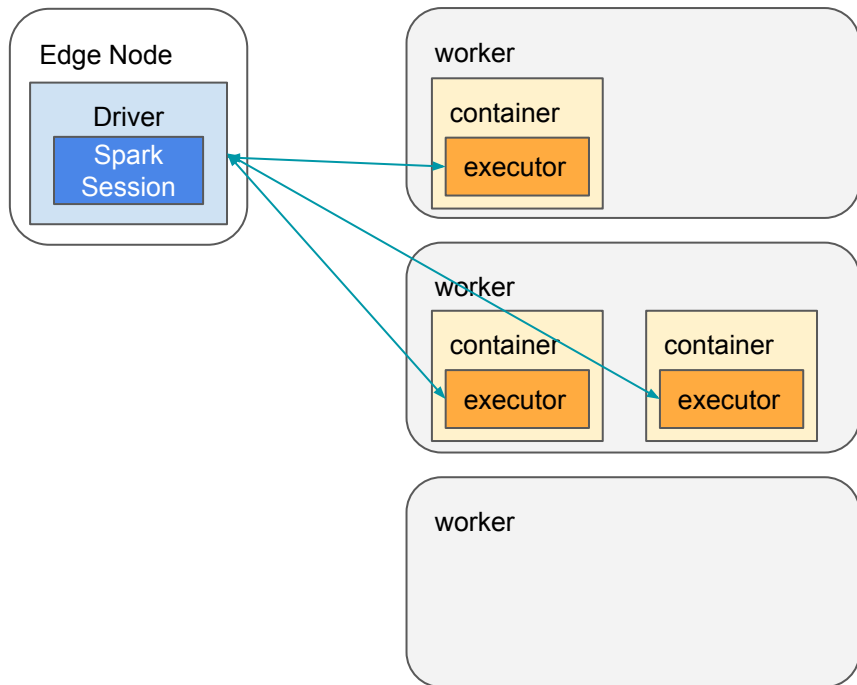 Edge Node
Driver
Spark
Session
worker
container
executor
worker
container
container
executor
executor
worker